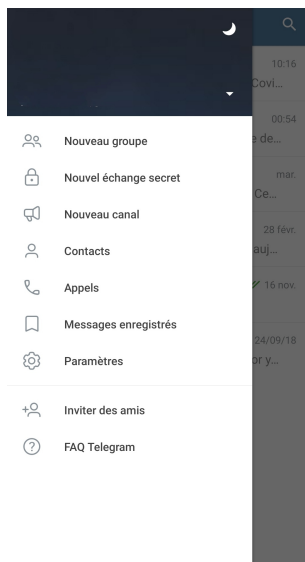 10:16
Covi...
00:54
e de...
mar.
Ce...
28 févr.
auj...
16 nov.
24/09/18
or y...
Nouveau groupe
Nouvel échange secret
Nouveau canal
Contacts
Appels
Messages enregistrés
Paramètres
Inviter des amis
FAQ Telegram